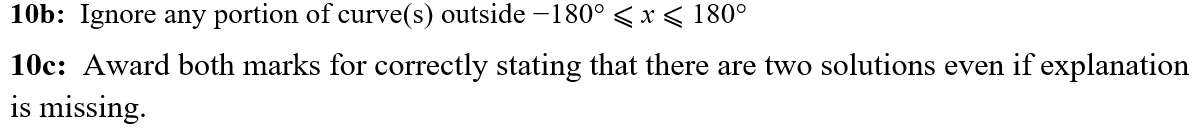 10b: Ignore any portion of curve(s) outside −180° ⩽ x ⩽ 180°
10c: Award both marks for correctly stating that there are two solutions even if explanation
is missing.